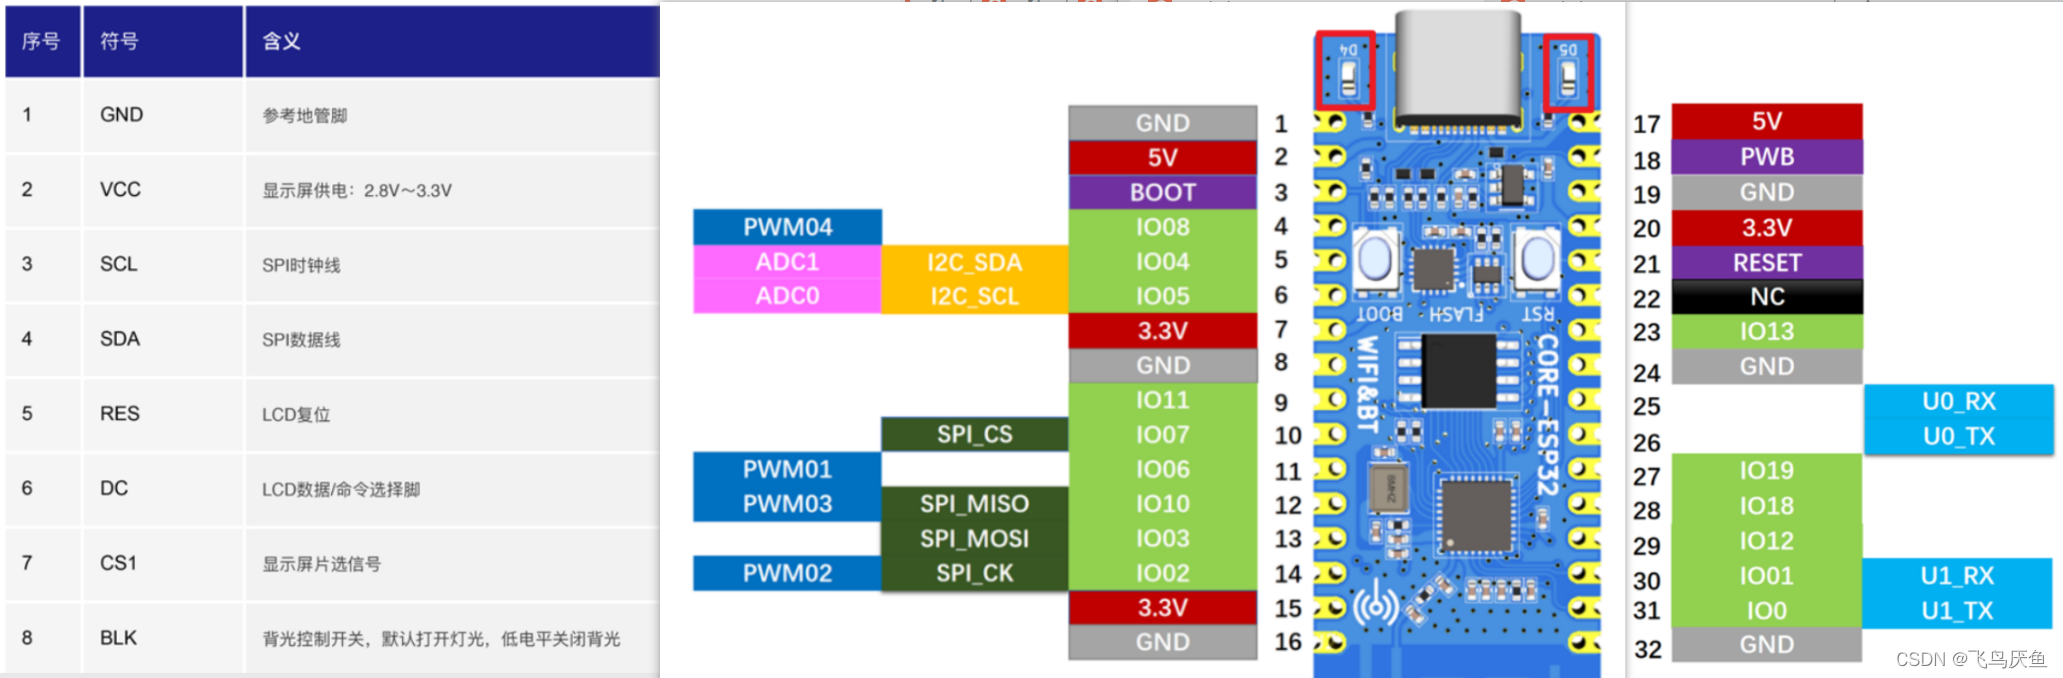 序号 符号 含义
1 GND 参考地管脚
2 VCC 显示屏供电：2.8V～3.3V
3 SCL SPI时钟线
4 SDA SPI数据线
5 RES LCD复位
6 DC LCD数据/命令选择脚
7 CS1 显示屏片选信号
8 BLK 背光控制开关，默认打开灯光，低电平关闭背光
GND 1
5V 2
BOOT 3
PWM04 IO08 4
ADC1 I2C_SDA IO04 5
ADC0 I2C_SCL IO05 6
3.3V 7
GND 8
IO11 9
SPI_CS IO07 10
PWM01 IO06 11
PWM03 SPI_MISO IO10 12
SPI_MOSI IO03 13
PWM02 SPI_CK IO02 14
3.3V 15
GND 16
D4
D5
BOOT
FLASH
RST
WIFI&BT
CORE-ESP32
17 5V
18 PWB
19 GND
20 3.3V
21 RESET
22 NC
23 IO13
24 GND
25 U0_RX
26 U0_TX
27 IO19
28 IO18
29 IO12
30 IO01 U1_RX
31 IO0 U1_TX
32 GND
CSDN @飞鸟厌鱼